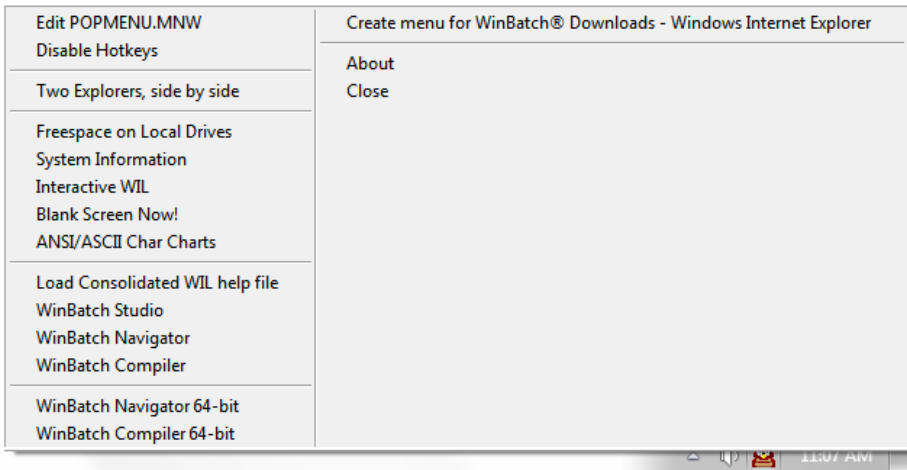 Edit POPMENU.MNW
Disable Hotkeys
Two Explorers, side by side
Freespace on Local Drives
System Information
Interactive WIL
Blank Screen Now!
ANSI/ASCII Char Charts
Load Consolidated WIL help file
WinBatch Studio
WinBatch Navigator
WinBatch Compiler
WinBatch Navigator 64-bit
WinBatch Compiler 64-bit
Create menu for WinBatch® Downloads - Windows Internet Explorer
About
Close
11:07 AM